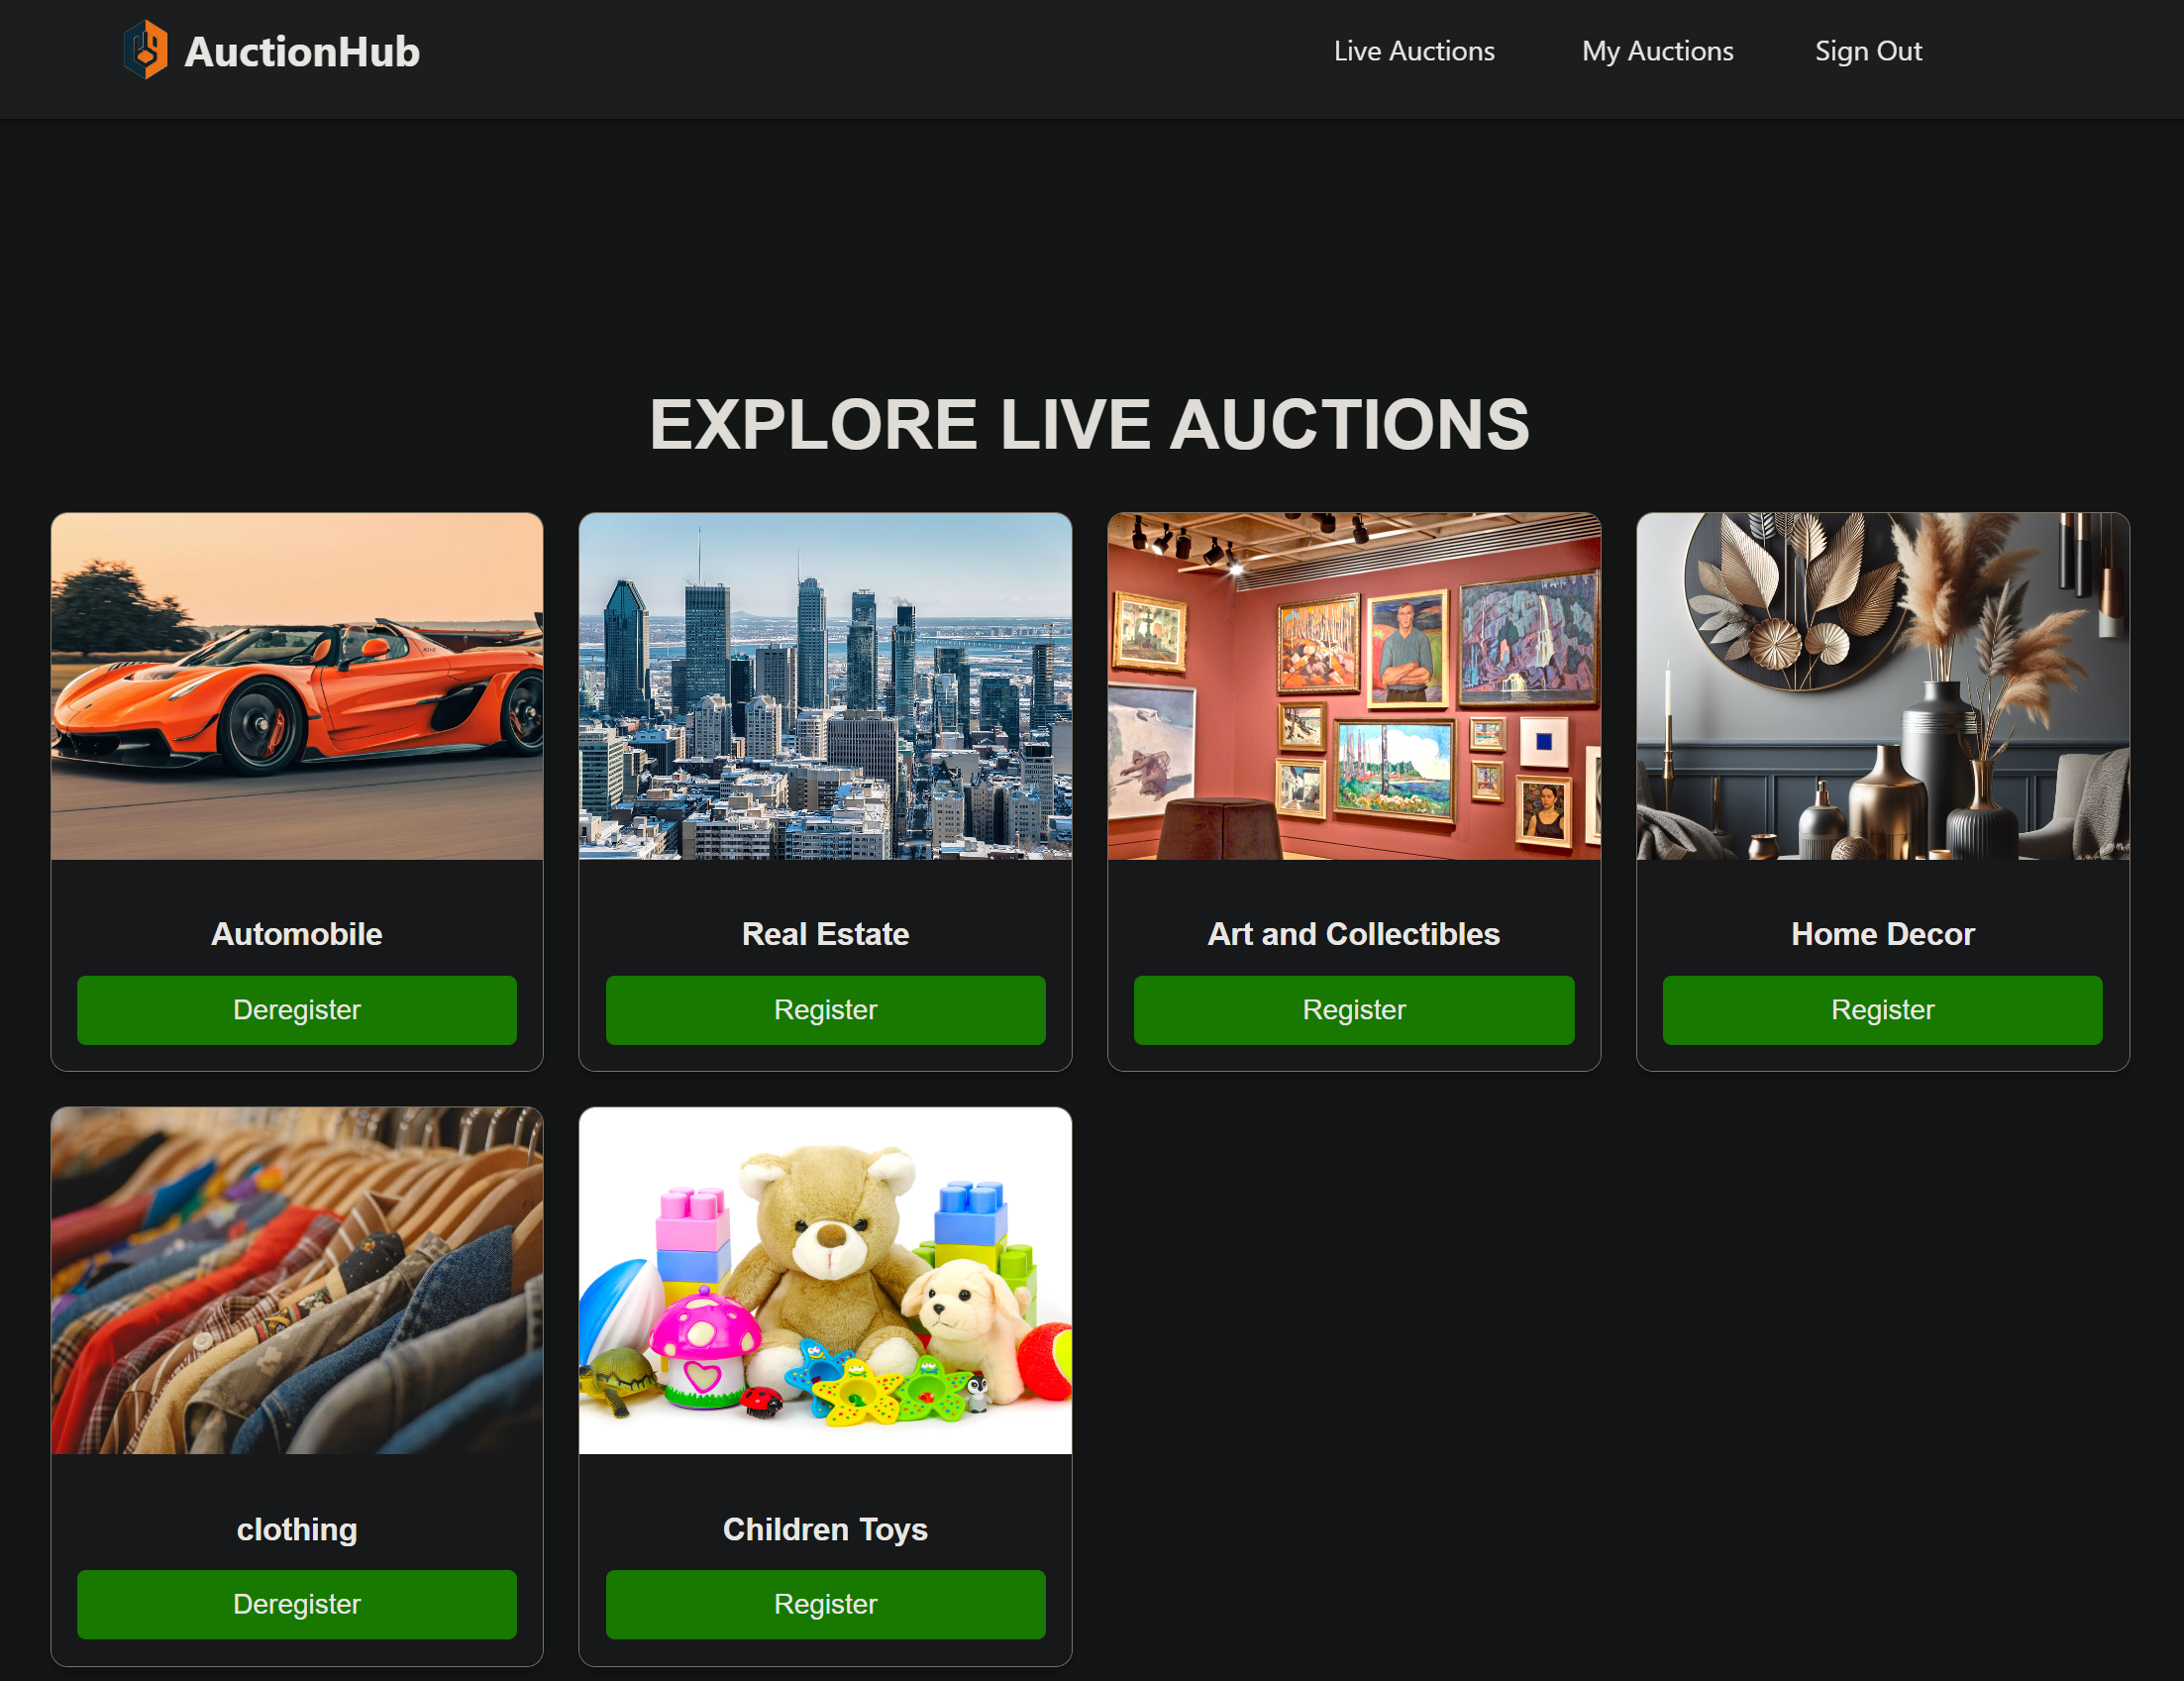 AuctionHub
Live Auctions
My Auctions
Sign Out
EXPLORE LIVE AUCTIONS
Automobile
Real Estate
Art and Collectibles
Home Decor
Deregister
Register
Register
Register
clothing
Children Toys
Deregister
Register